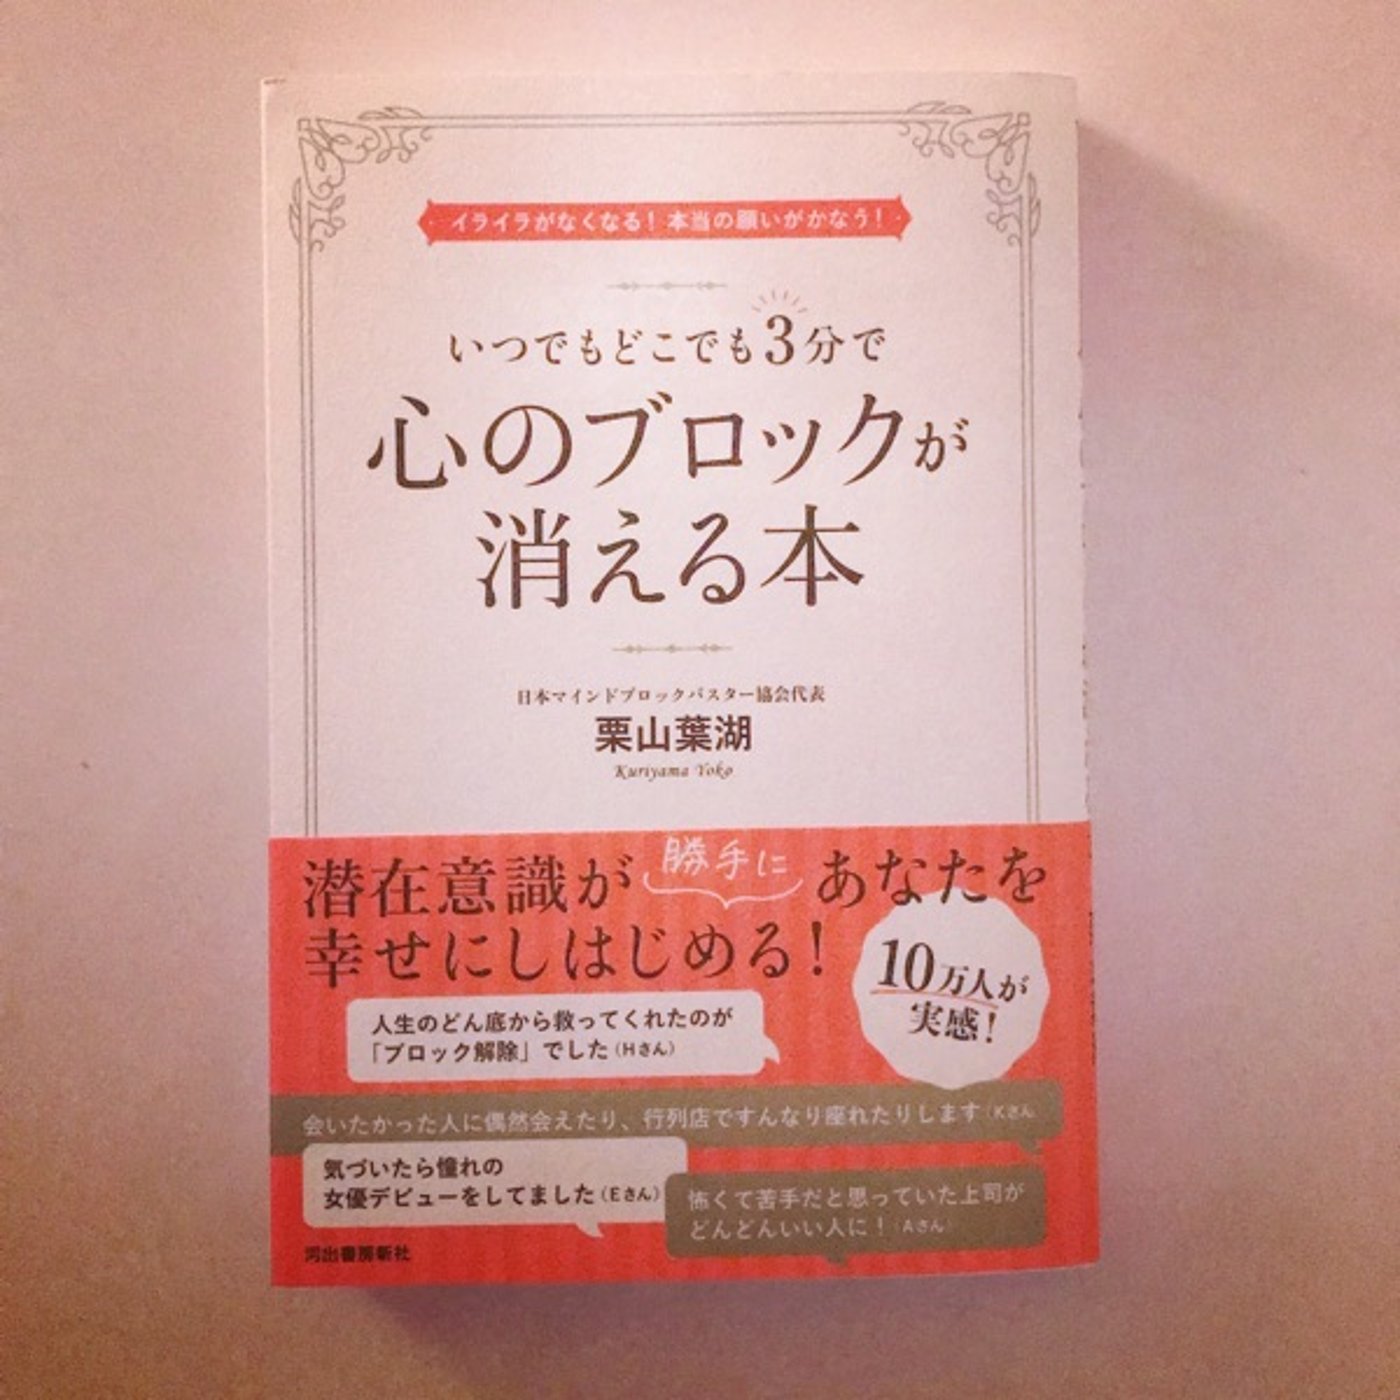 イライラがなくなる！本当の願いがかなう！
いつでもどこでも3分で
心のブロックが
消える本
日本マインドブロックバスター協会代表
栗山葉湖
Kuriyama Yoko
潜在意識が勝手にあなたを
幸せにしはじめる！
10万人が
実感！
人生のどん底から救ってくれたのが
「ブロック解除」でした（Hさん）
会いたかった人に偶然会えたり、行列店ですんなり座れたりします（Kさん
気づいたら憧れの
女優デビューをしてました（Eさん）
怖くて苦手だと思っていた上司が
どんどんいい人に！（Aさん）
河出書房新社